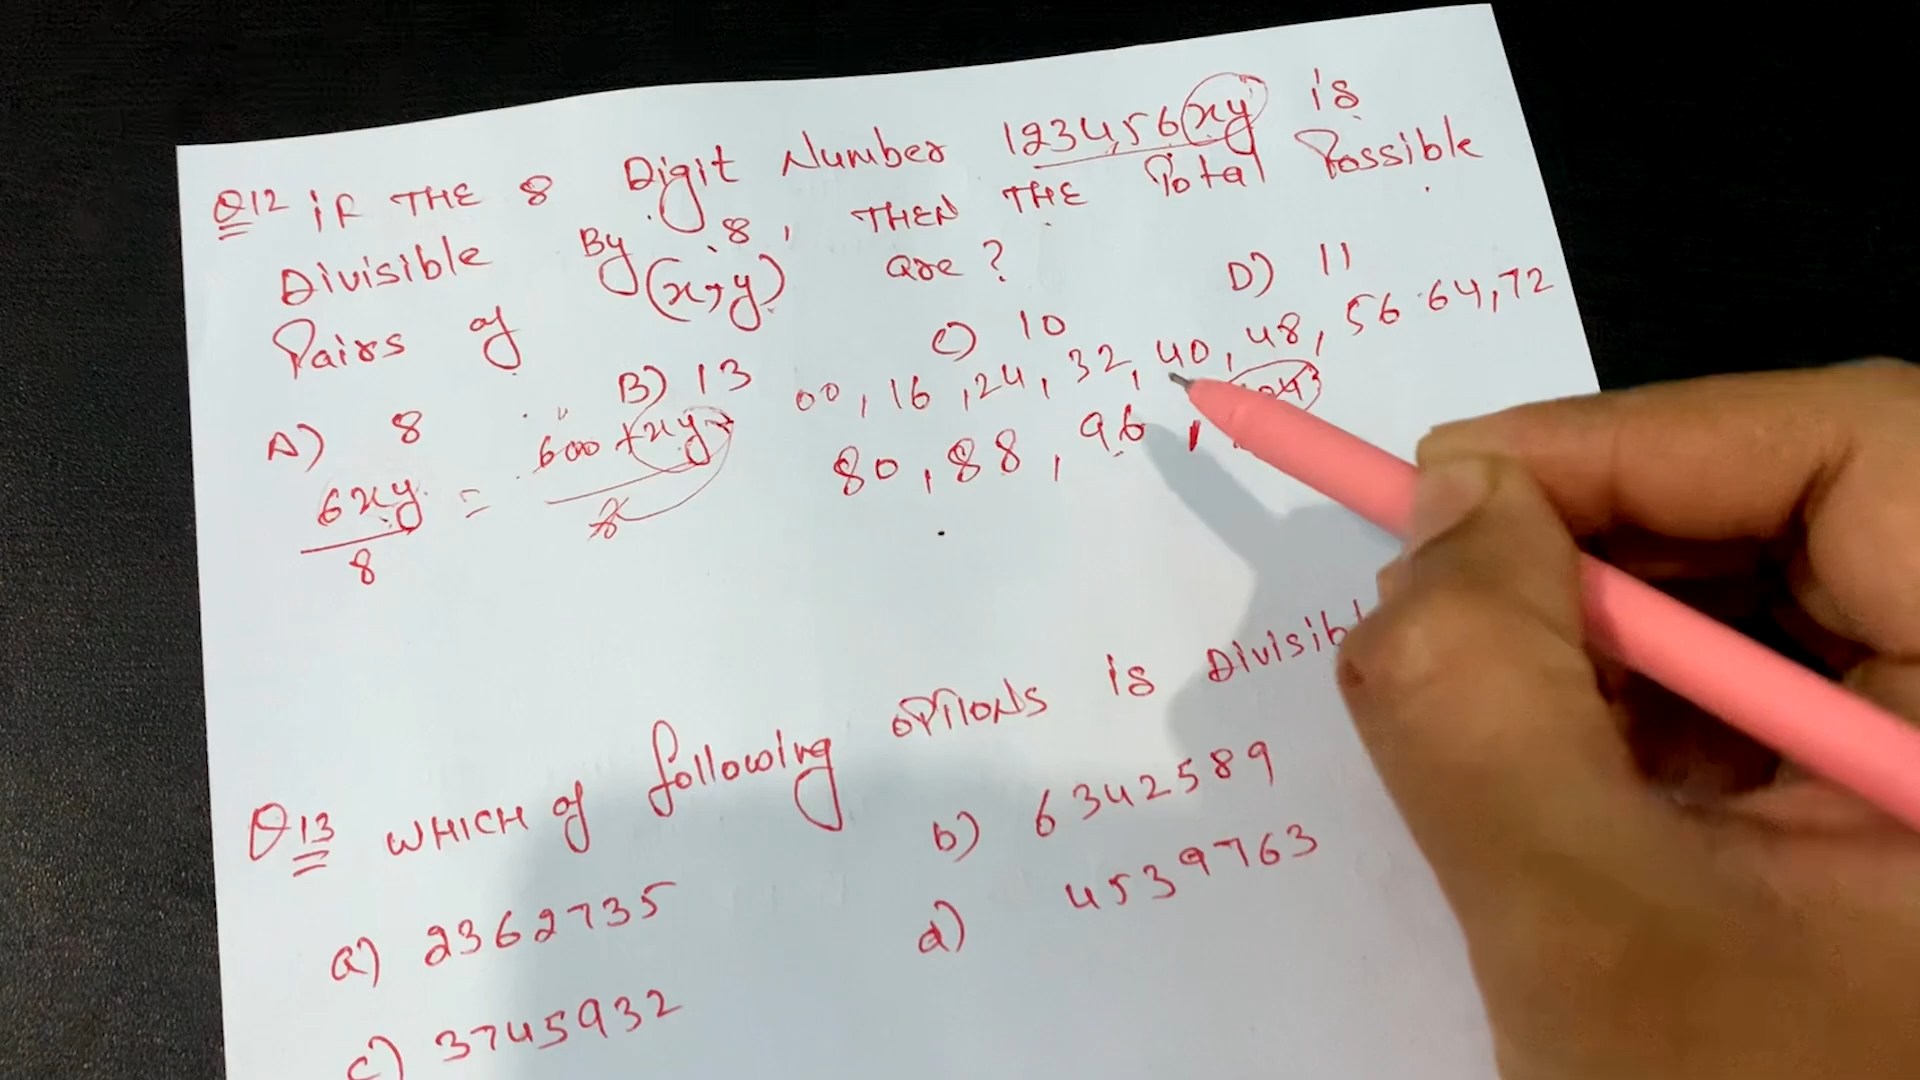 Q12 iF THE 8 Digit Number 123456xy is
Divisible By 8, THEN THE Total Possible
Pairs of (x,y) are ?
A) 8 B) 13 C) 10 D) 11
00, 16, 24, 32, 40, 48, 56 64, 72
80, 88, 96,
6xy/8 = 600+xy/8
Q13 WHICH of following OPTIONS is Divisibl
a) 2362735 b) 6342589
c) 3745932 d) 4539763